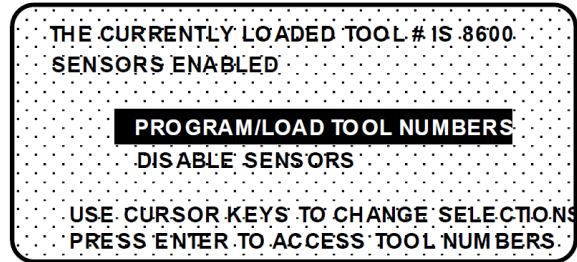 THE CURRENTLY LOADED TOOL # IS 8600
SENSORS ENABLED
PROGRAM/LOAD TOOL NUMBERS
DISABLE SENSORS
USE CURSOR KEYS TO CHANGE SELECTIONS
PRESS ENTER TO ACCESS TOOL NUMBERS.